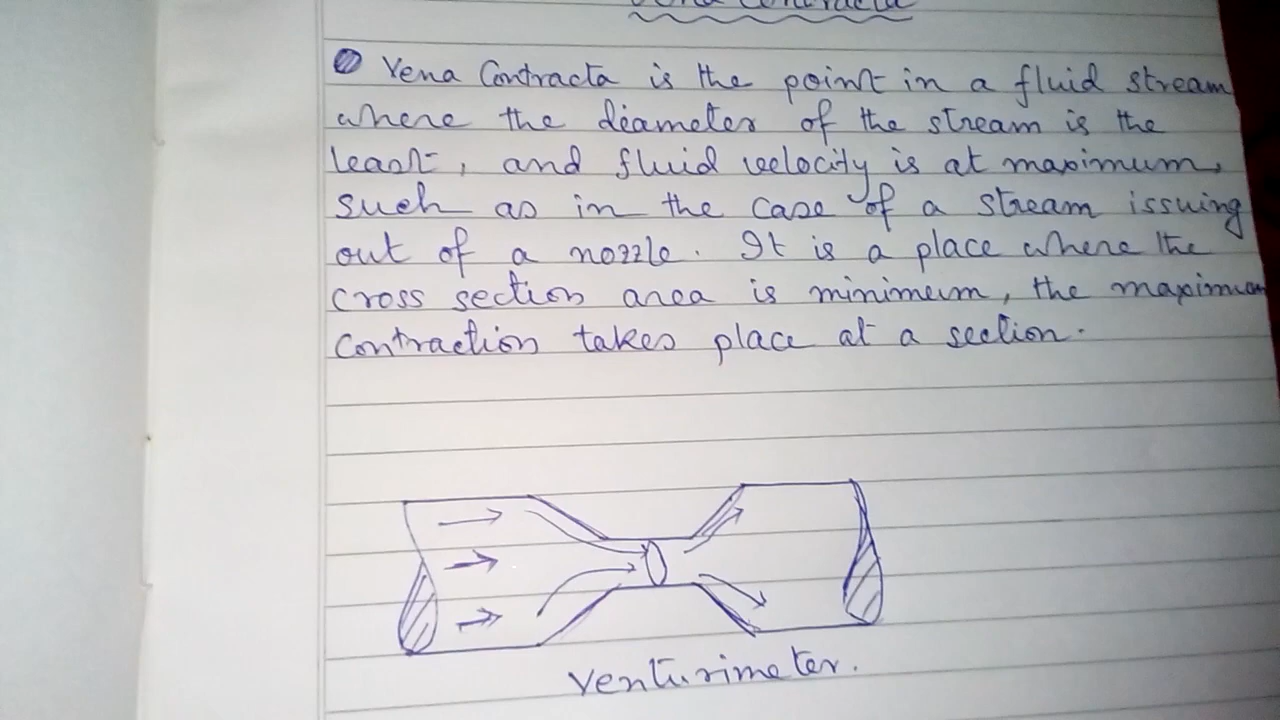 Vena Contracta
Vena Contracta is the point in a fluid stream
where the diameter of the stream is the
least, and fluid velocity is at maximum,
such as in the case of a stream issuing
out of a nozzle. It is a place where the
cross section area is minimum, the maximum
contraction takes place at a section.
Venturimeter.